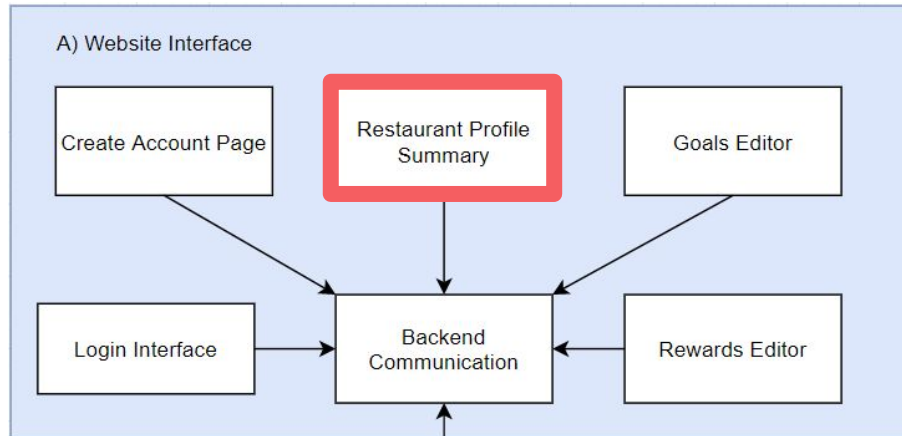 A) Website Interface
Create Account Page
Restaurant Profile
Summary
Goals Editor
Login Interface
Backend
Communication
Rewards Editor